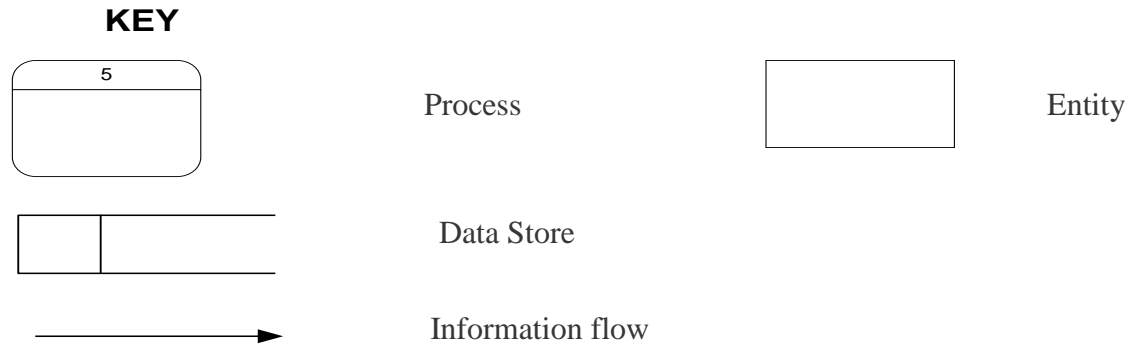 KEY
5
Process
Entity
Data Store
Information flow